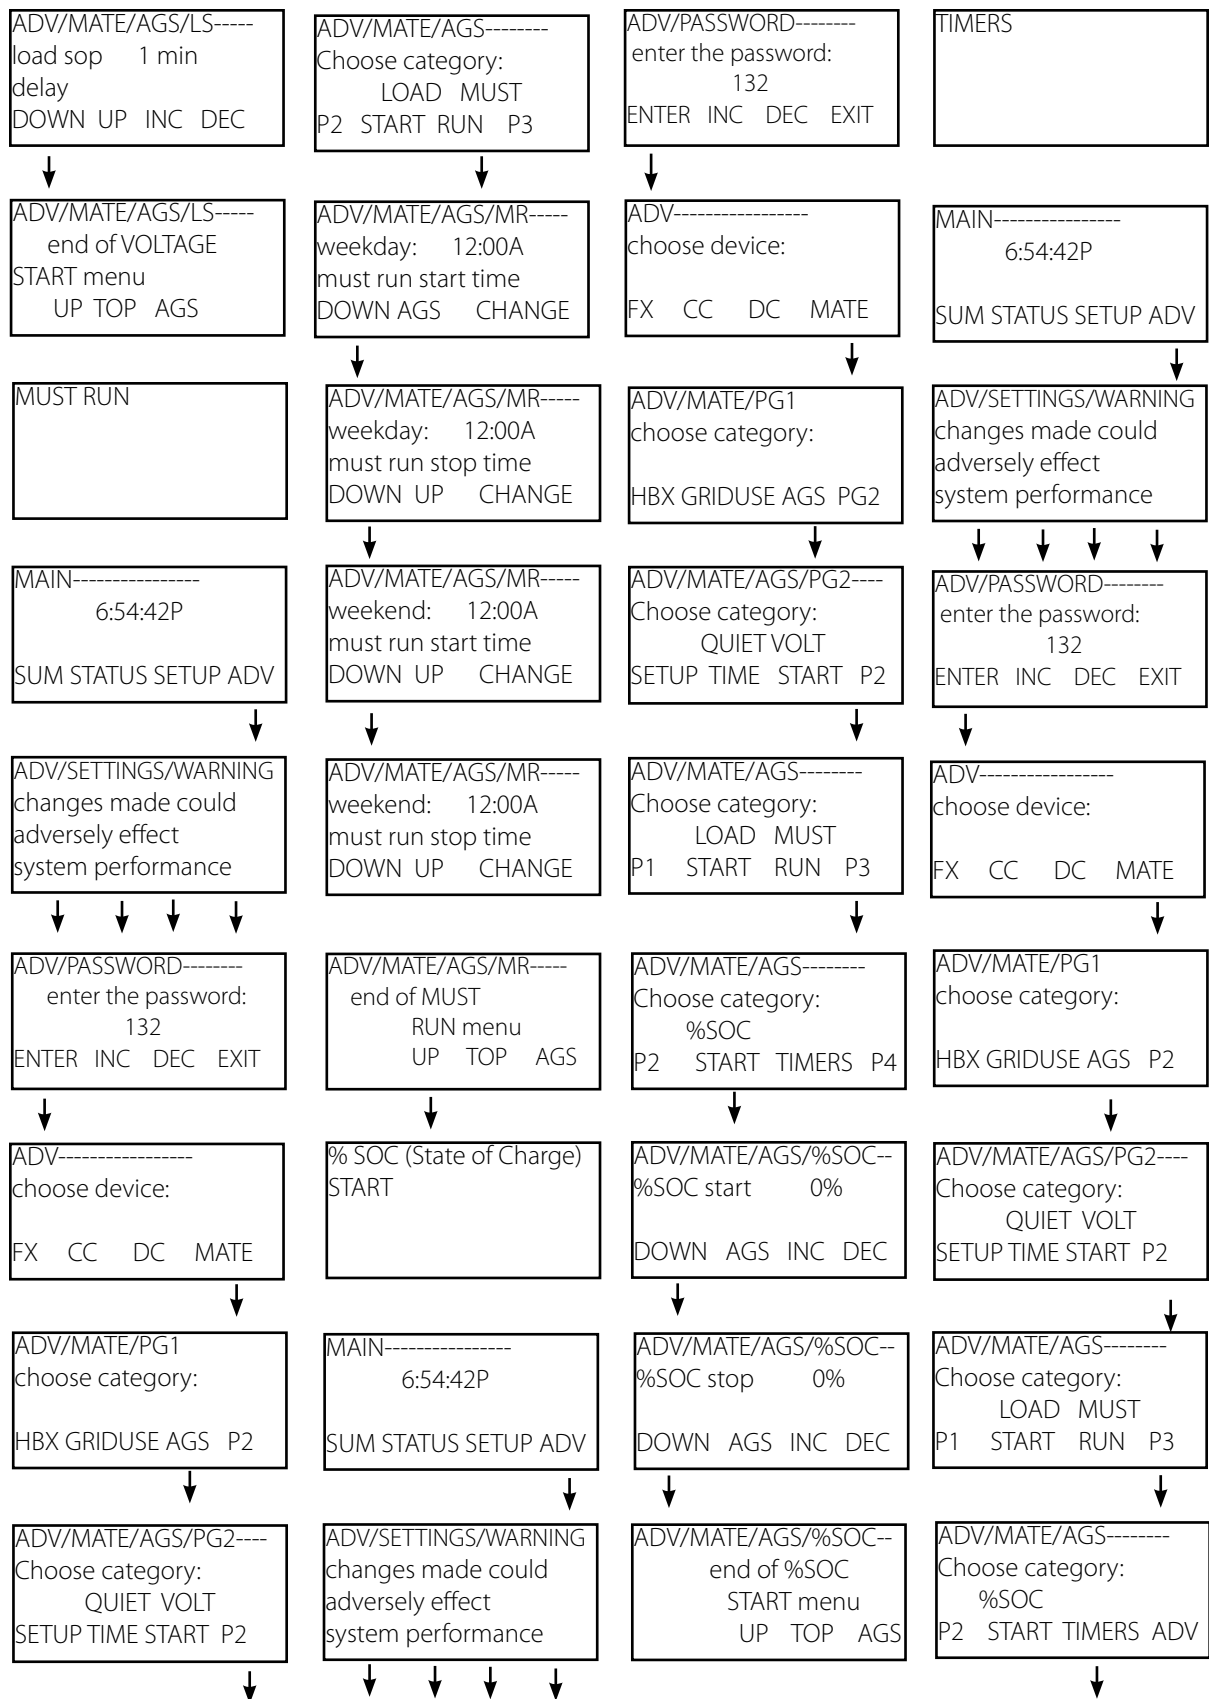 ADV/MATE/AGS/LS-----
load sop 1 min
delay
DOWN UP INC DEC
ADV/MATE/AGS/LS-----
end of VOLTAGE
START menu
UP TOP AGS
MUST RUN
MAIN----------------
6:54:42P
SUM STATUS SETUP ADV
ADV/SETTINGS/WARNING
changes made could
adversely effect
system performance
ADV/PASSWORD--------
enter the password:
132
ENTER INC DEC EXIT
ADV-----------------
choose device:
FX CC DC MATE
ADV/MATE/PG1
choose category:
HBX GRIDUSE AGS P2
ADV/MATE/AGS/PG2----
Choose category:
QUIET VOLT
SETUP TIME START P2
ADV/MATE/AGS--------
Choose category:
LOAD MUST
P2 START RUN P3
ADV/MATE/AGS/MR-----
weekday: 12:00A
must run start time
DOWN AGS CHANGE
ADV/MATE/AGS/MR-----
weekday: 12:00A
must run stop time
DOWN UP CHANGE
ADV/MATE/AGS/MR-----
weekend: 12:00A
must run start time
DOWN UP CHANGE
ADV/MATE/AGS/MR-----
weekend: 12:00A
must run stop time
DOWN UP CHANGE
ADV/MATE/AGS/MR-----
end of MUST
RUN menu
UP TOP AGS
% SOC (State of Charge)
START
MAIN----------------
6:54:42P
SUM STATUS SETUP ADV
ADV/SETTINGS/WARNING
changes made could
adversely effect
system performance
ADV/PASSWORD--------
enter the password:
132
ENTER INC DEC EXIT
ADV-----------------
choose device:
FX CC DC MATE
ADV/MATE/PG1
choose category:
HBX GRIDUSE AGS PG2
ADV/MATE/AGS/PG2----
Choose category:
QUIET VOLT
SETUP TIME START P2
ADV/MATE/AGS--------
Choose category:
LOAD MUST
P1 START RUN P3
ADV/MATE/AGS--------
Choose category:
%SOC
P2 START TIMERS P4
ADV/MATE/AGS/%SOC--
%SOC start 0%
DOWN AGS INC DEC
ADV/MATE/AGS/%SOC--
%SOC stop 0%
DOWN AGS INC DEC
ADV/MATE/AGS/%SOC--
end of %SOC
START menu
UP TOP AGS
TIMERS
MAIN----------------
6:54:42P
SUM STATUS SETUP ADV
ADV/SETTINGS/WARNING
changes made could
adversely effect
system performance
ADV/PASSWORD--------
enter the password:
132
ENTER INC DEC EXIT
ADV-----------------
choose device:
FX CC DC MATE
ADV/MATE/PG1
choose category:
HBX GRIDUSE AGS P2
ADV/MATE/AGS/PG2----
Choose category:
QUIET VOLT
SETUP TIME START P2
ADV/MATE/AGS--------
Choose category:
LOAD MUST
P1 START RUN P3
ADV/MATE/AGS--------
Choose category:
%SOC
P2 START TIMERS ADV